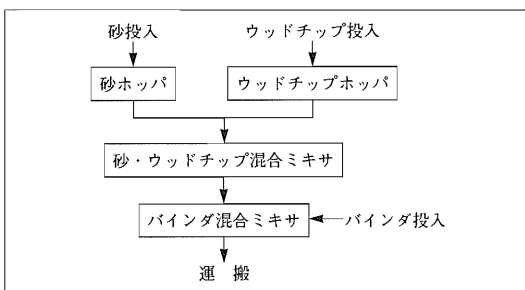 砂投入 ウッドチップ投入
砂ホッパ ウッドチップホッパ
砂・ウッドチップ混合ミキサ
バインダ混合ミキサ バインダ投入
運 搬